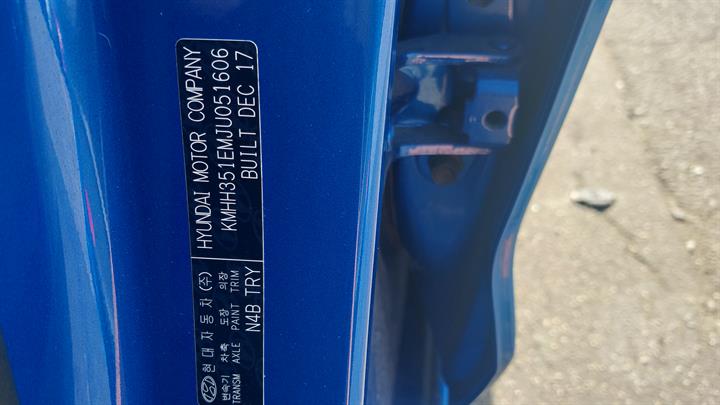 현대자동차(주) HYUNDAI MOTOR COMPANY
KMHH351EMJU051606
BUILT DEC 17
변속기 차축 도장 의장
TRANSM AXLE PAINT TRIM
N4B TRY